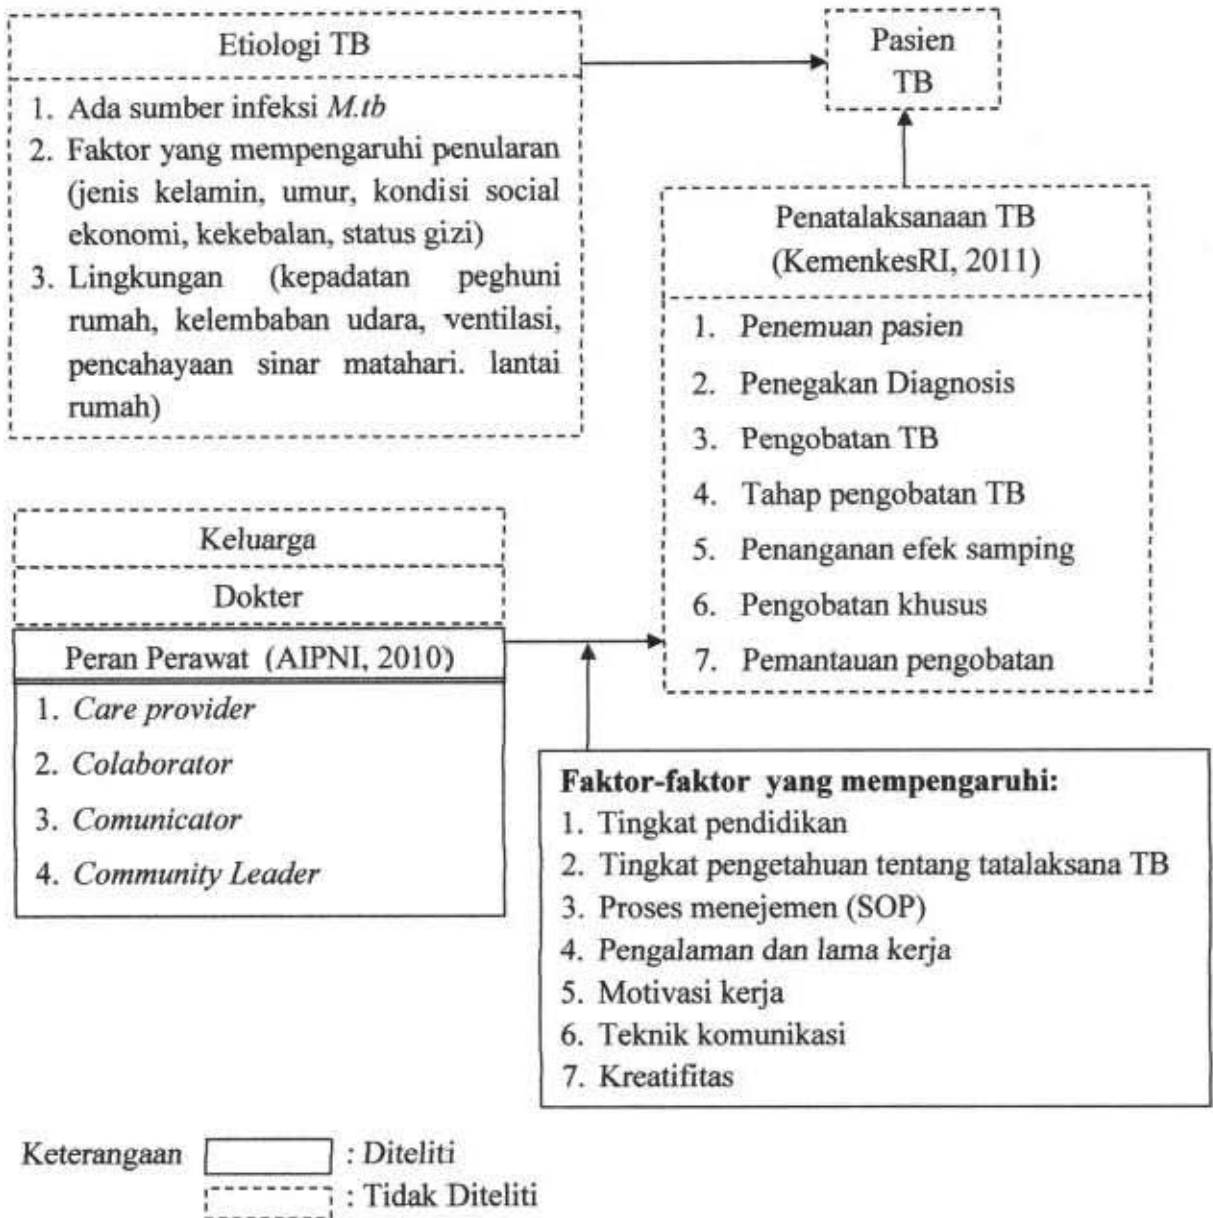 Etiologi TB
1. Ada sumber infeksi M.tb
2. Faktor yang mempengaruhi penularan
(jenis kelamin, umur, kondisi social
ekonomi, kekebalan, status gizi)
3. Lingkungan (kepadatan peghuni
rumah, kelembaban udara, ventilasi,
pencahayaan sinar matahari. lantai
rumah)
Pasien
TB
Penatalaksanaan TB
(KemenkesRI, 2011)
1. Penemuan pasien
2. Penegakan Diagnosis
3. Pengobatan TB
4. Tahap pengobatan TB
5. Penanganan efek samping
6. Pengobatan khusus
7. Pemantauan pengobatan
Keluarga
Dokter
Peran Perawat (AIPNI, 2010)
1. Care provider
2. Colaborator
3. Comunicator
4. Community Leader
Faktor-faktor yang mempengaruhi:
1. Tingkat pendidikan
2. Tingkat pengetahuan tentang tatalaksana TB
3. Proses menejemen (SOP)
4. Pengalaman dan lama kerja
5. Motivasi kerja
6. Teknik komunikasi
7. Kreatifitas
Keterangaan : Diteliti
: Tidak Diteliti